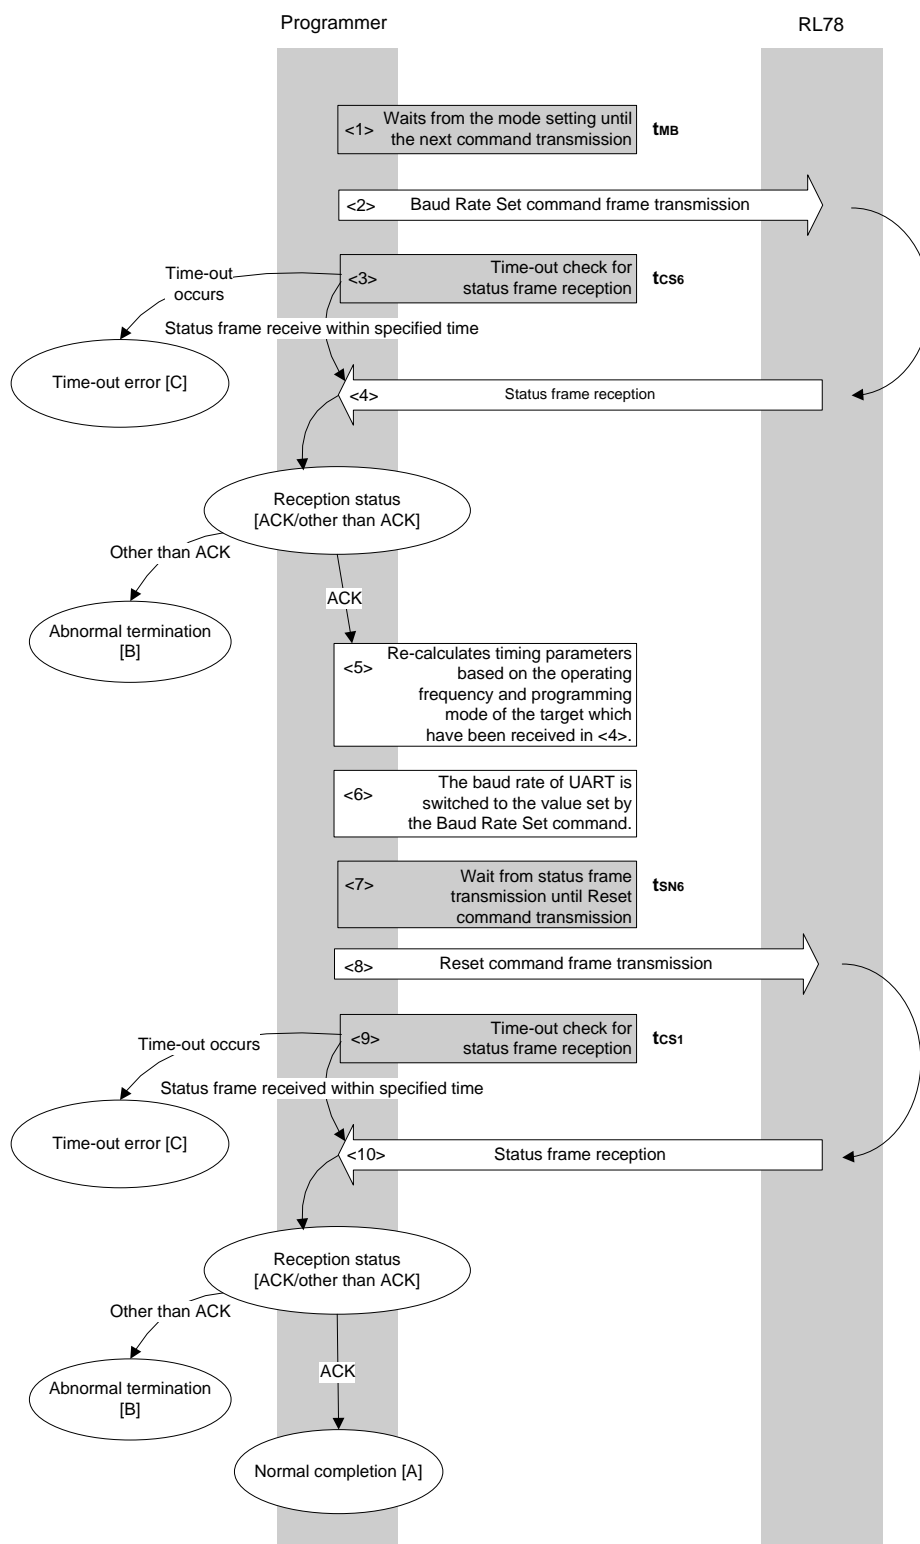 Programmer
RL78
<1> Waits from the mode setting until
the next command transmission
tMB
<2> Baud Rate Set command frame transmission
Time-out
occurs
<3> Time-out check for
status frame reception
tCS6
Status frame receive within specified time
Time-out error [C]
<4> Status frame reception
Reception status
[ACK/other than ACK]
Other than ACK
ACK
Abnormal termination
[B]
<5> Re-calculates timing parameters
based on the operating
frequency and programming
mode of the target which
have been received in <4>.
<6> The baud rate of UART is
switched to the value set by
the Baud Rate Set command.
<7> Wait from status frame
transmission until Reset
command transmission
tSN6
<8> Reset command frame transmission
Time-out occurs
<9> Time-out check for
status frame reception
tCS1
Status frame received within specified time
Time-out error [C]
<10> Status frame reception
Reception status
[ACK/other than ACK]
Other than ACK
ACK
Abnormal termination
[B]
Normal completion [A]